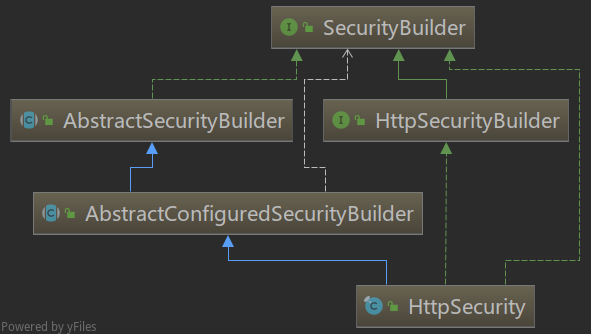 SecurityBuilder
AbstractSecurityBuilder
HttpSecurityBuilder
AbstractConfiguredSecurityBuilder
HttpSecurity
Powered by yFiles